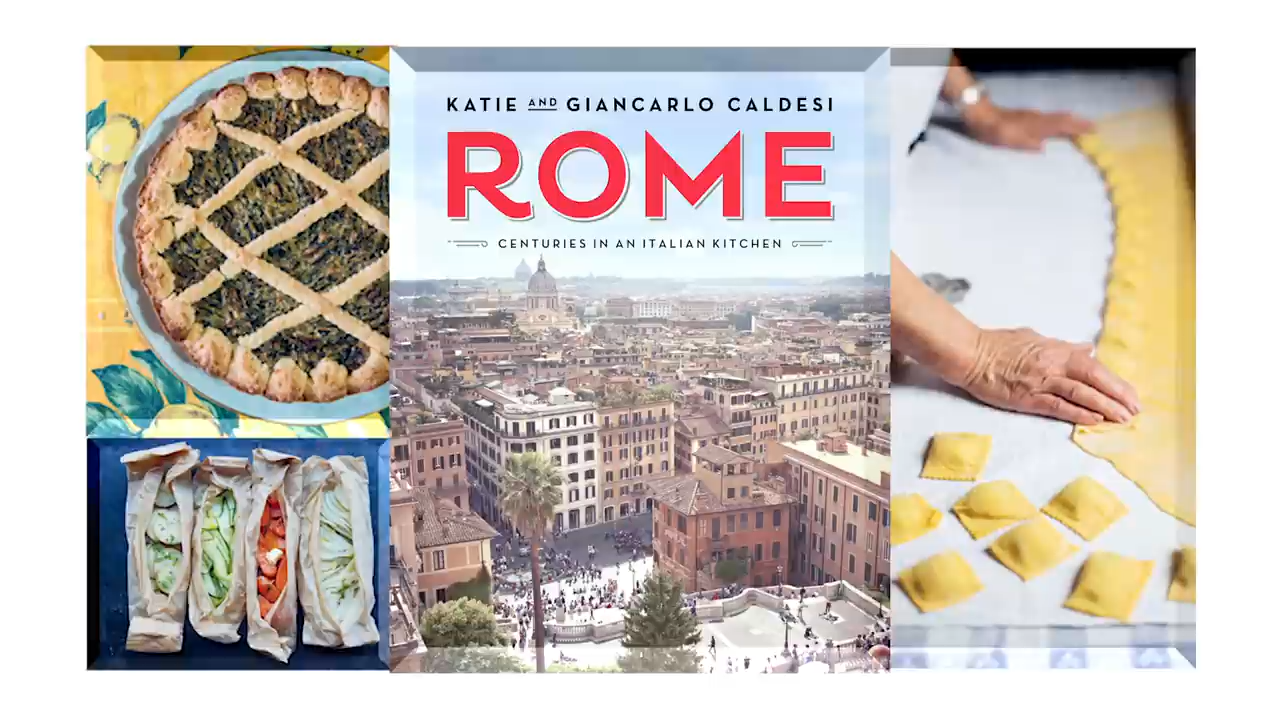 KATIE AND GIANCARLO CALDESI
ROME
CENTURIES IN AN ITALIAN KITCHEN